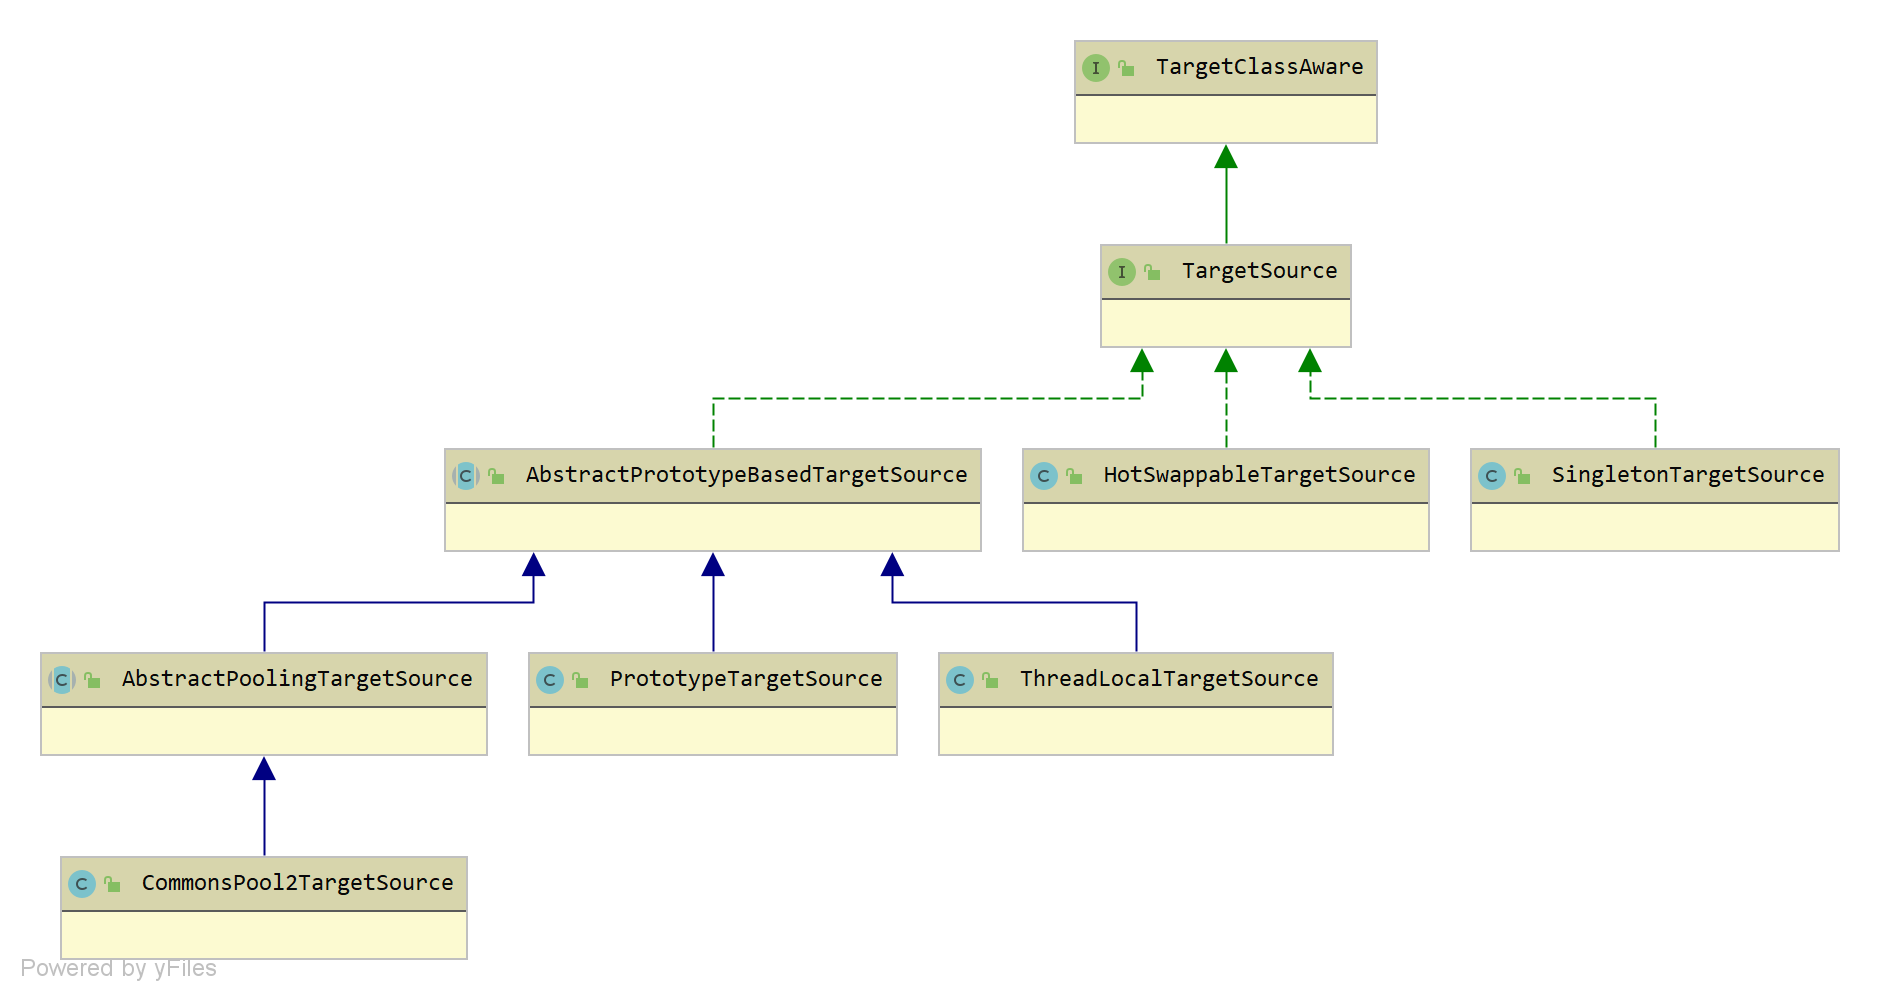 I TargetClassAware
I TargetSource
C AbstractPrototypeBasedTargetSource
C HotSwappableTargetSource
C SingletonTargetSource
C AbstractPoolingTargetSource
C PrototypeTargetSource
C ThreadLocalTargetSource
C CommonsPool2TargetSource
Powered by yFiles